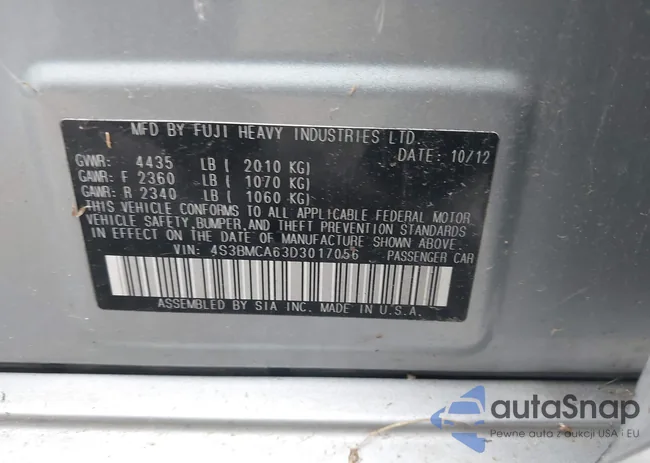 MFD BY FUJI HEAVY INDUSTRIES LTD.
DATE: 10/12
GVWR: 4435 LB ( 2010 KG)
GAWR: F 2360 LB ( 1070 KG)
GAWR: R 2340 LB ( 1060 KG)
THIS VEHICLE CONFORMS TO ALL APPLICABLE FEDERAL MOTOR
VEHICLE SAFETY, BUMPER, AND THEFT PREVENTION STANDARDS
IN EFFECT ON THE DATE OF MANUFACTURE SHOWN ABOVE.
VIN: 4S3BMCA63D3017056 PASSENGER CAR
ASSEMBLED BY SIA INC. MADE IN U.S.A.
autoSnap
Pewne auta z aukcji USA i EU